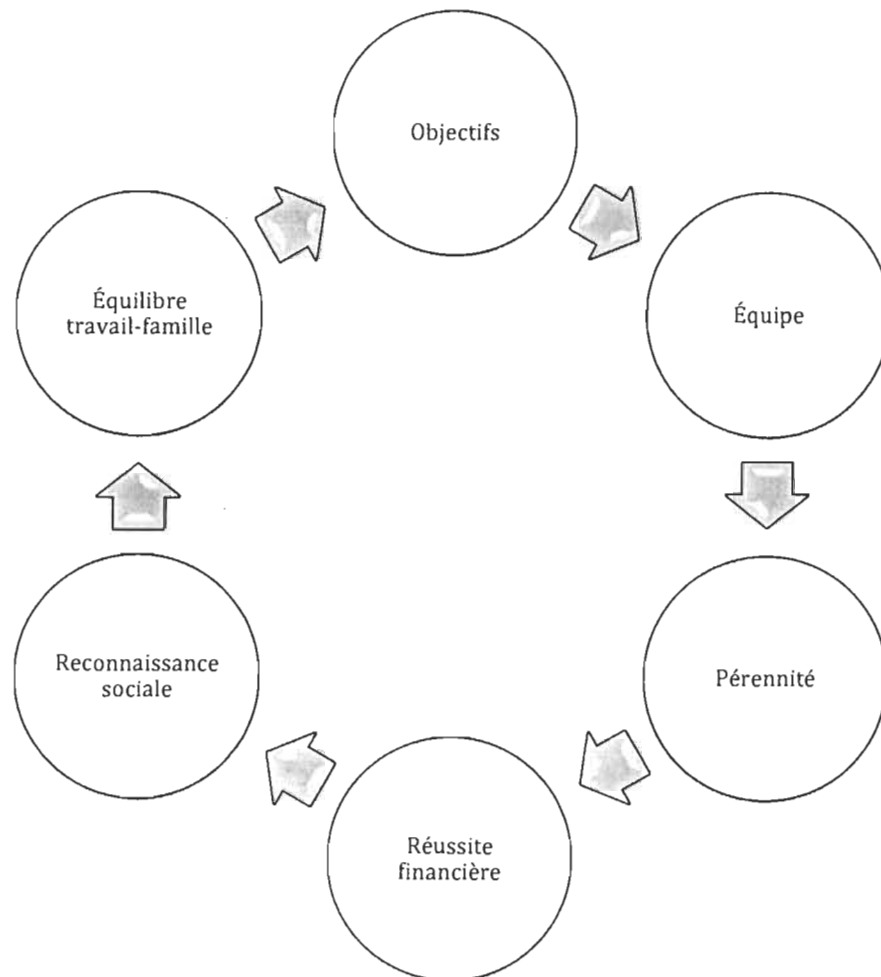 Objectifs
Équipe
Pérennité
Réussite
financière
Reconnaissance
sociale
Équilibre
travail-famille